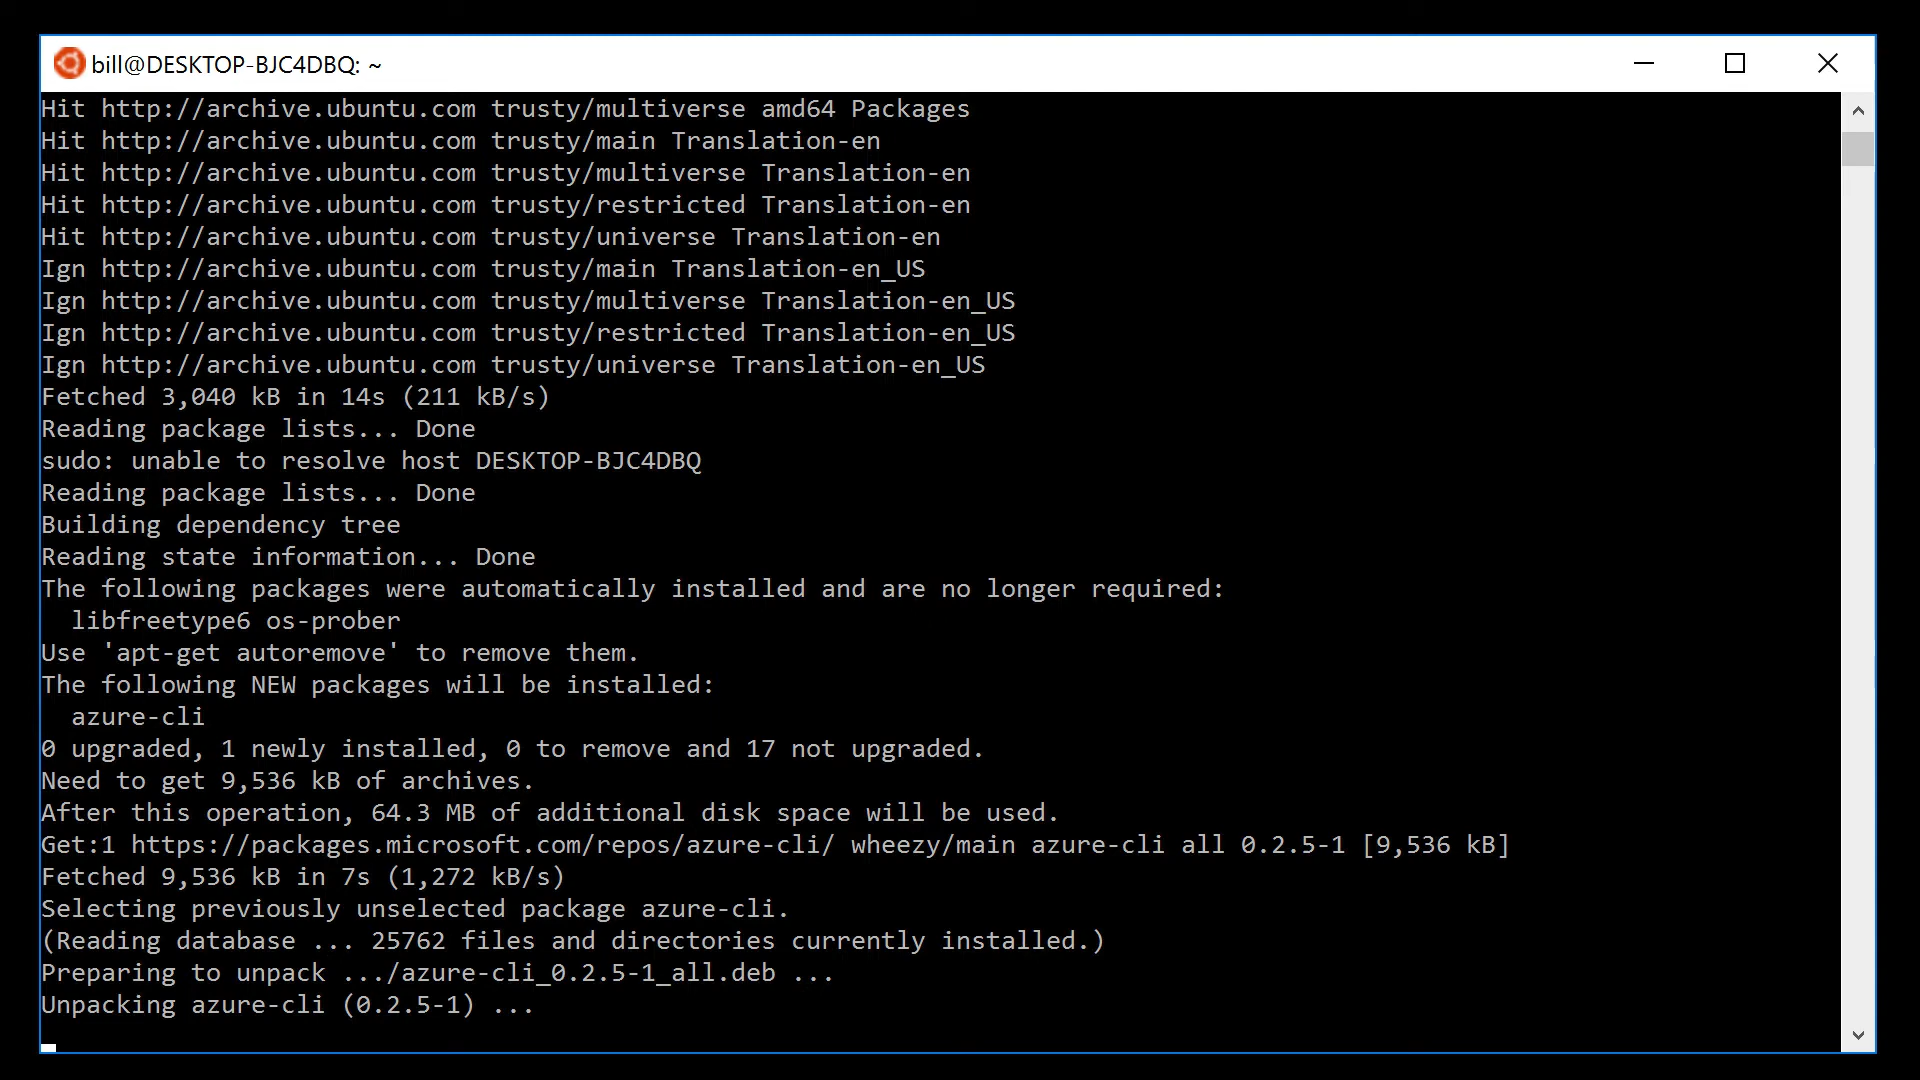 bill@DESKTOP-BJC4DBQ: ~
Hit http://archive.ubuntu.com trusty/multiverse amd64 Packages
Hit http://archive.ubuntu.com trusty/main Translation-en
Hit http://archive.ubuntu.com trusty/multiverse Translation-en
Hit http://archive.ubuntu.com trusty/restricted Translation-en
Hit http://archive.ubuntu.com trusty/universe Translation-en
Ign http://archive.ubuntu.com trusty/main Translation-en_US
Ign http://archive.ubuntu.com trusty/multiverse Translation-en_US
Ign http://archive.ubuntu.com trusty/restricted Translation-en_US
Ign http://archive.ubuntu.com trusty/universe Translation-en_US
Fetched 3,040 kB in 14s (211 kB/s)
Reading package lists... Done
sudo: unable to resolve host DESKTOP-BJC4DBQ
Reading package lists... Done
Building dependency tree
Reading state information... Done
The following packages were automatically installed and are no longer required:
  libfreetype6 os-prober
Use 'apt-get autoremove' to remove them.
The following NEW packages will be installed:
  azure-cli
0 upgraded, 1 newly installed, 0 to remove and 17 not upgraded.
Need to get 9,536 kB of archives.
After this operation, 64.3 MB of additional disk space will be used.
Get:1 https://packages.microsoft.com/repos/azure-cli/ wheezy/main azure-cli all 0.2.5-1 [9,536 kB]
Fetched 9,536 kB in 7s (1,272 kB/s)
Selecting previously unselected package azure-cli.
(Reading database ... 25762 files and directories currently installed.)
Preparing to unpack .../azure-cli_0.2.5-1_all.deb ...
Unpacking azure-cli (0.2.5-1) ...